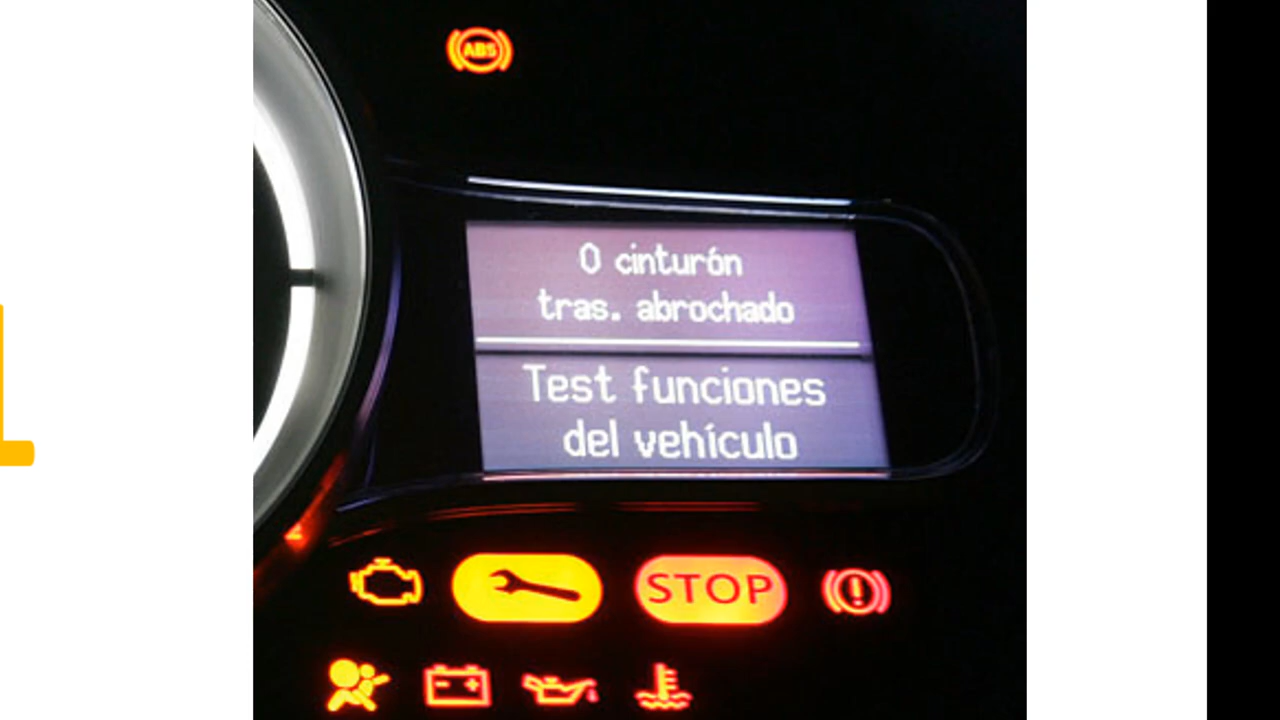 ABS
0 cinturón
tras. abrochado
Test funciones
del vehículo
STOP